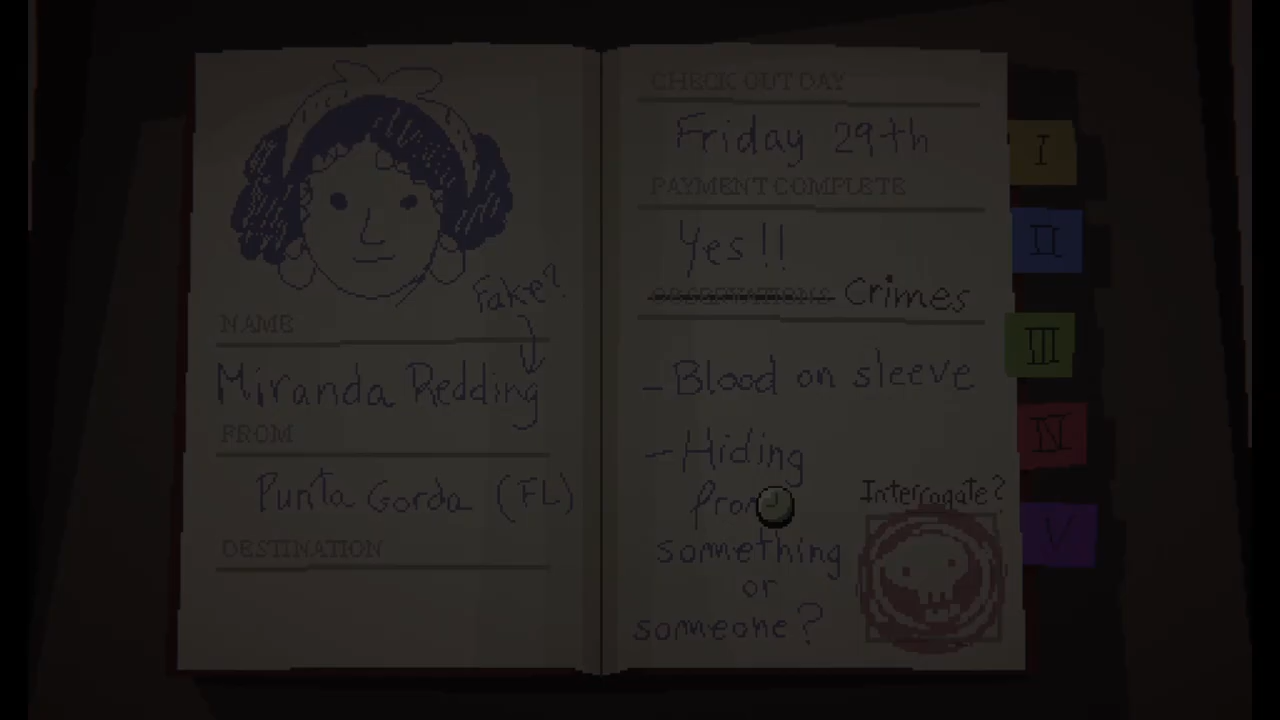 Fake?
NAME
Miranda Redding
FROM
Punta Gorda (FL)
DESTINATION
CHECK OUT DAY
Friday 29th
PAYMENT COMPLETE
Yes!!
OBSERVATIONS Crimes
- Blood on sleeve
- Hiding
from
something
or
someone?
Interrogate?
I
II
III
IV
V